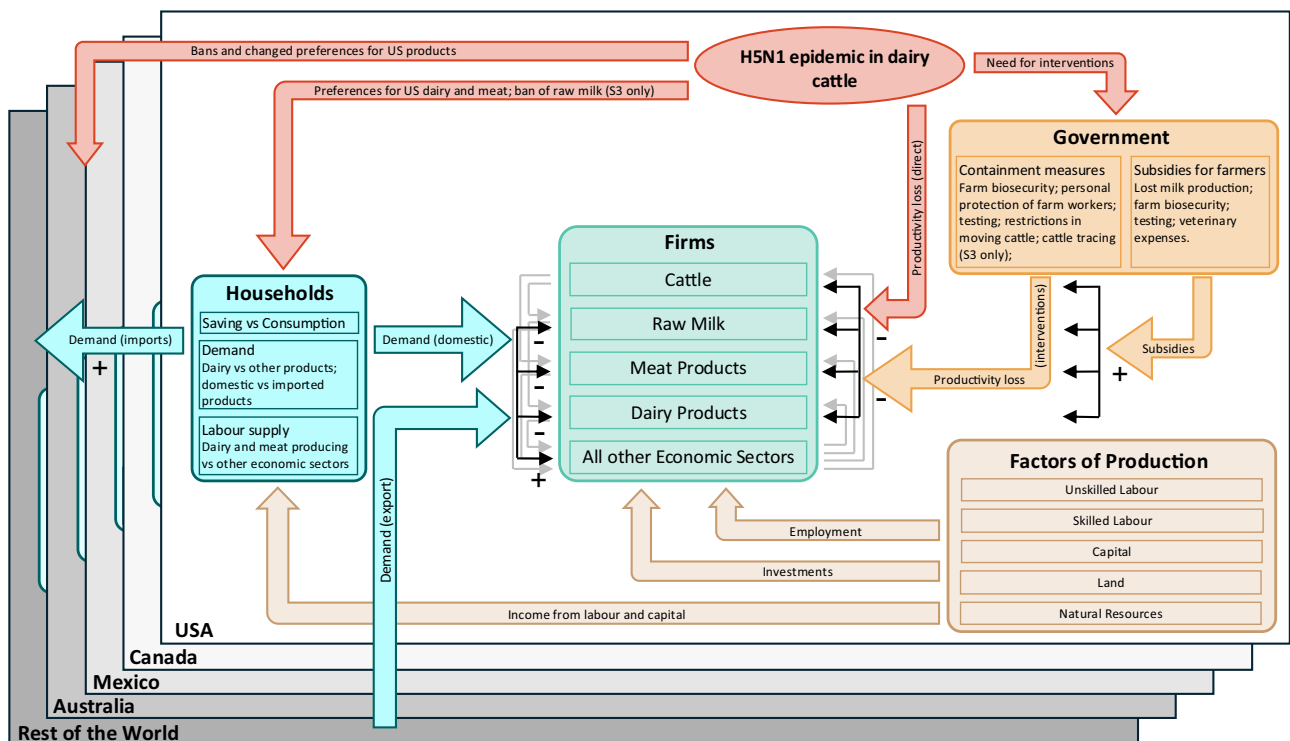 H5N1 epidemic in dairy
cattle
Bans and changed preferences for US products
Need for interventions
Preferences for US dairy and meat; ban of raw milk (S3 only)
Productivity loss (direct)
Government
Containment measures
Farm biosecurity; personal
protection of farm workers;
testing; restrictions in
moving cattle; cattle tracing
(S3 only);
Subsidies for farmers
Lost milk production;
farm biosecurity;
testing; veterinary
expenses.
Firms
Cattle
Raw Milk
Meat Products
Dairy Products
All other Economic Sectors
Households
Saving vs Consumption
Demand
Dairy vs other products;
domestic vs imported
products
Labour supply
Dairy and meat producing
vs other economic sectors
Demand (imports)
+
Demand (domestic)
-
-
-
+
-
-
Productivity loss
(interventions)
Subsidies
+
Demand (export)
Factors of Production
Unskilled Labour
Skilled Labour
Capital
Land
Natural Resources
Employment
Investments
Income from labour and capital
USA
Canada
Mexico
Australia
Rest of the World